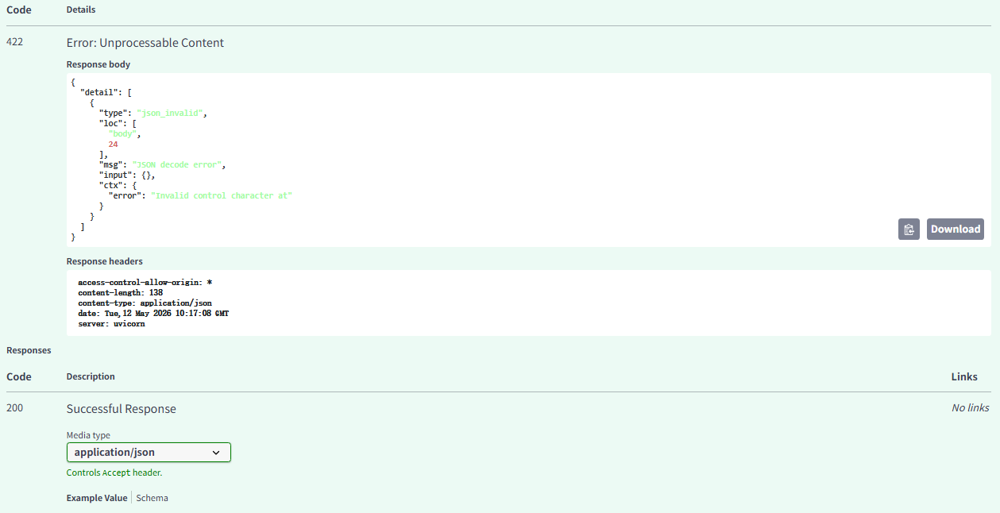 Code Details
422 Error: Unprocessable Content
Response body
{
  "detail": [
    {
      "type": "json_invalid",
      "loc": [
        "body",
        24
      ],
      "msg": "JSON decode error",
      "input": {},
      "ctx": {
        "error": "Invalid control character at"
      }
    }
  ]
}
Download
Response headers
access-control-allow-origin: *
content-length: 138
content-type: application/json
date: Tue,12 May 2026 10:17:08 GMT
server: uvicorn
Responses
Code Description Links
200 Successful Response No links
Media type
application/json
Controls Accept header.
Example Value Schema